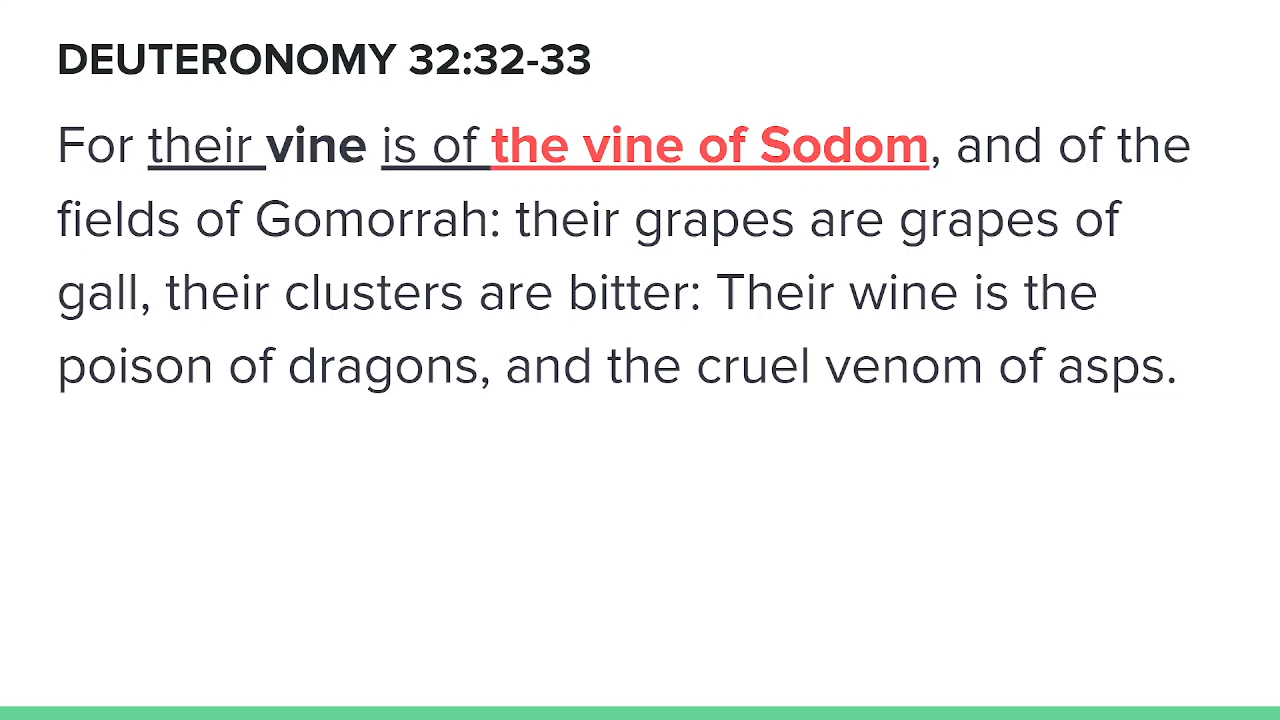 DEUTERONOMY 32:32-33
For their vine is of the vine of Sodom, and of the
fields of Gomorrah: their grapes are grapes of
gall, their clusters are bitter: Their wine is the
poison of dragons, and the cruel venom of asps.